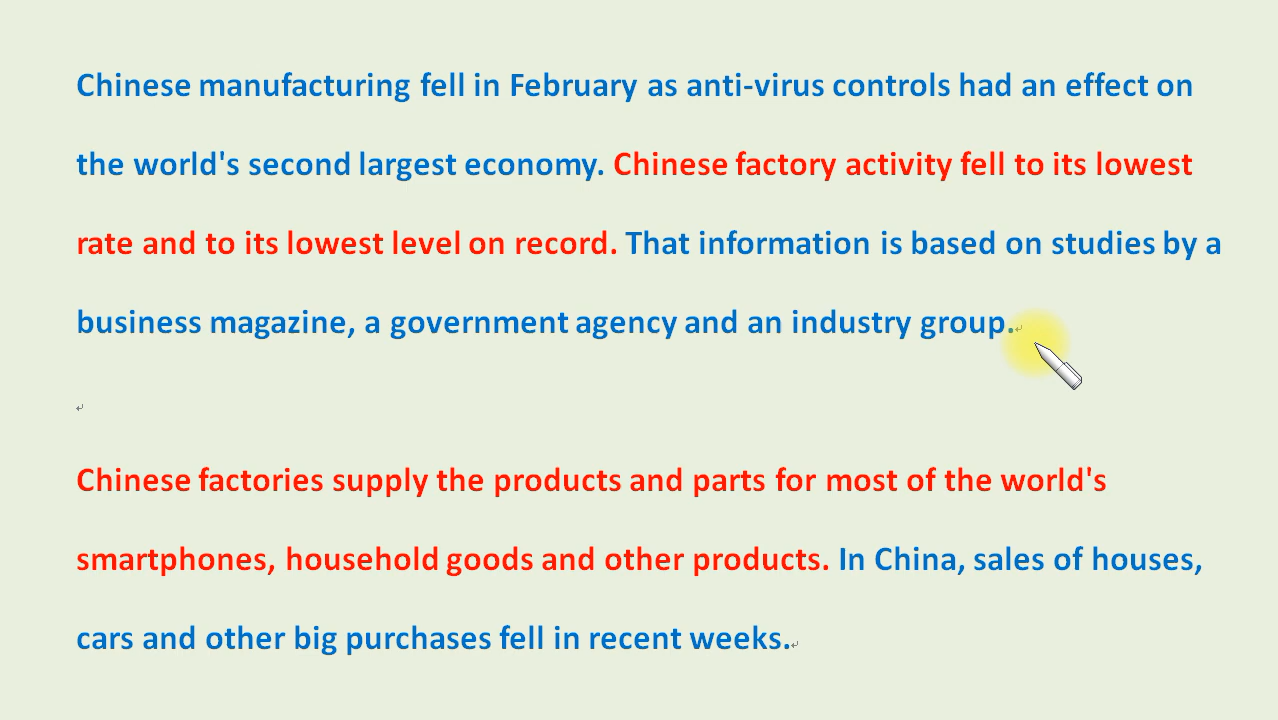 Chinese manufacturing fell in February as anti-virus controls had an effect on
the world's second largest economy. Chinese factory activity fell to its lowest
rate and to its lowest level on record. That information is based on studies by a
business magazine, a government agency and an industry group.
Chinese factories supply the products and parts for most of the world's
smartphones, household goods and other products. In China, sales of houses,
cars and other big purchases fell in recent weeks.